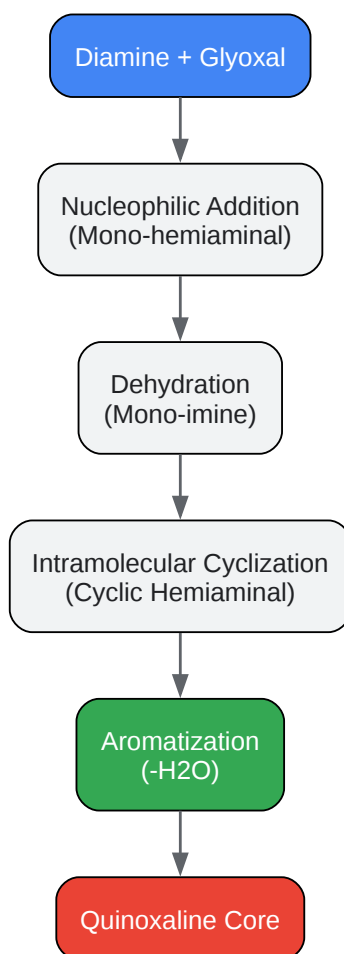 Diamine + Glyoxal
Nucleophilic Addition
(Mono-hemiaminal)
Dehydration
(Mono-imine)
Intramolecular Cyclization
(Cyclic Hemiaminal)
Aromatization
(-H2O)
Quinoxaline Core